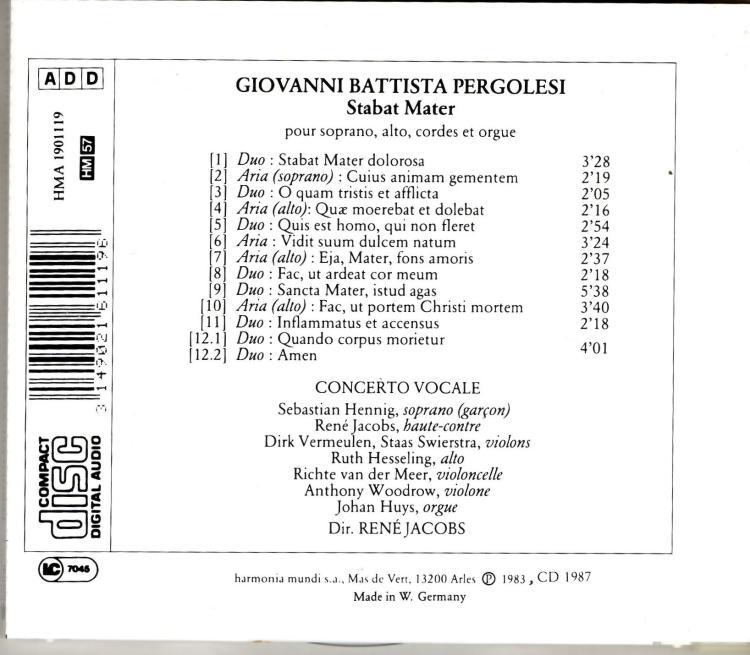 A D D
HMA 1901119
HM 57
GIOVANNI BATTISTA PERGOLESI
Stabat Mater
pour soprano, alto, cordes et orgue
[1] Duo : Stabat Mater dolorosa 3'28
[2] Aria (soprano) : Cuius animam gementem 2'19
[3] Duo : O quam tristis et afflicta 2'05
[4] Aria (alto): Quæ moerebat et dolebat 2'16
[5] Duo : Quis est homo, qui non fleret 2'54
[6] Aria : Vidit suum dulcem natum 3'24
[7] Aria (alto) : Eja, Mater, fons amoris 2'37
[8] Duo : Fac, ut ardeat cor meum 2'18
[9] Duo : Sancta Mater, istud agas 5'38
[10] Aria (alto) : Fac, ut portem Christi mortem 3'40
[11] Duo : Inflammatus et accensus 2'18
[12.1] Duo : Quando corpus morietur
[12.2] Duo : Amen
4'01
CONCERTO VOCALE
Sebastian Hennig, soprano (garçon)
René Jacobs, haute-contre
Dirk Vermeulen, Staas Swierstra, violons
Ruth Hesseling, alto
Richte van der Meer, violoncelle
Anthony Woodrow, violone
Johan Huys, orgue
Dir. RENÉ JACOBS
3 149021 611196
COMPACT
disc
DIGITAL AUDIO
LC 7045
harmonia mundi s.a., Mas de Vert, 13200 Arles ℗ 1983, CD 1987
Made in W. Germany